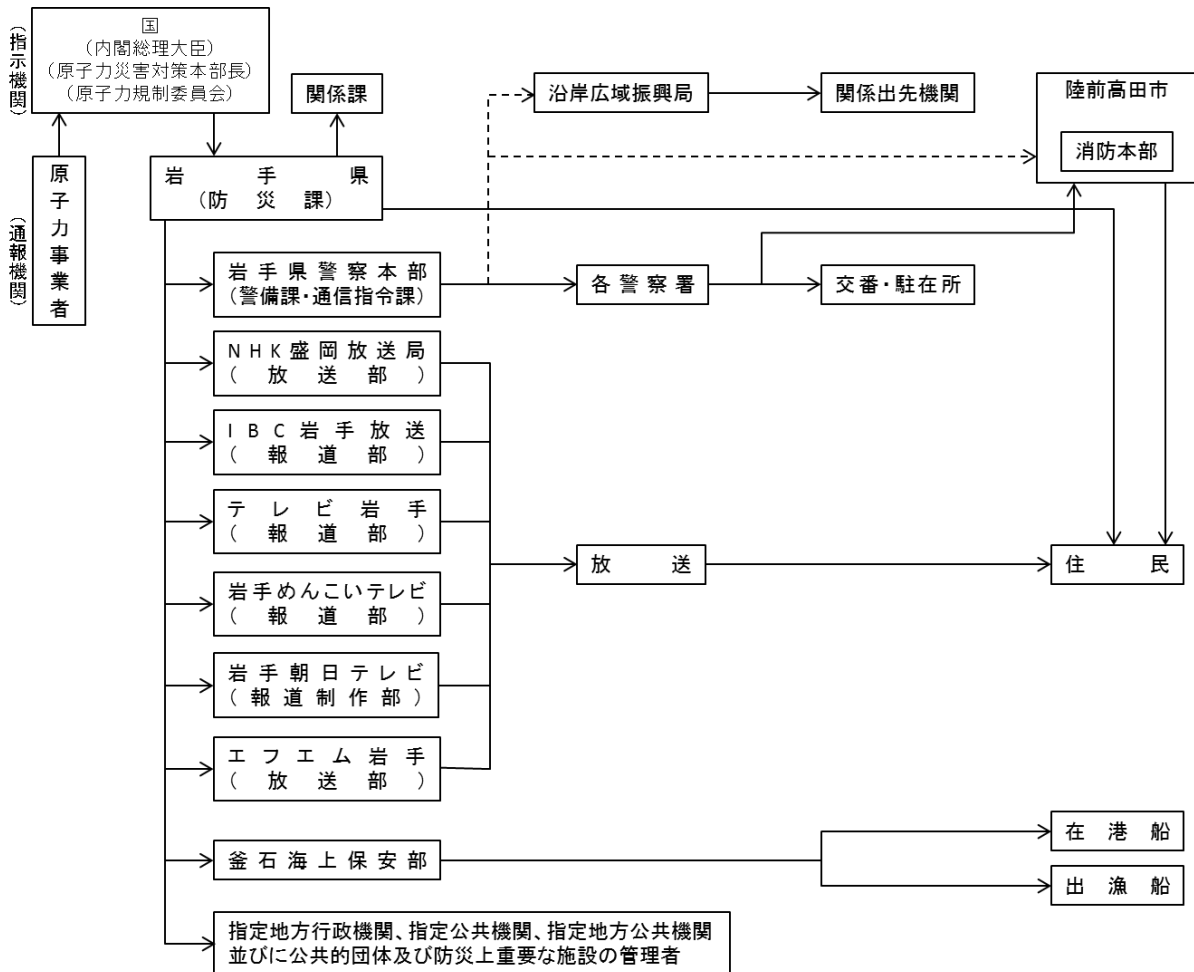 (指示機関)
国
(内閣総理大臣)
(原子力災害対策本部長)
(原子力規制委員会)
関係課
沿岸広域振興局
関係出先機関
陸前高田市
消防本部
(通報機関)
原子力事業者
岩手県
(防災課)
岩手県警察本部
(警備課・通信指令課)
各警察署
交番・駐在所
NHK盛岡放送局
(放送部)
IBC岩手放送
(報道部)
テレビ岩手
(報道部)
放送
住民
岩手めんこいテレビ
(報道部)
岩手朝日テレビ
(報道制作部)
エフエム岩手
(放送部)
釜石海上保安部
在港船
出漁船
指定地方行政機関、指定公共機関、指定地方公共機関
並びに公共的団体及び防災上重要な施設の管理者